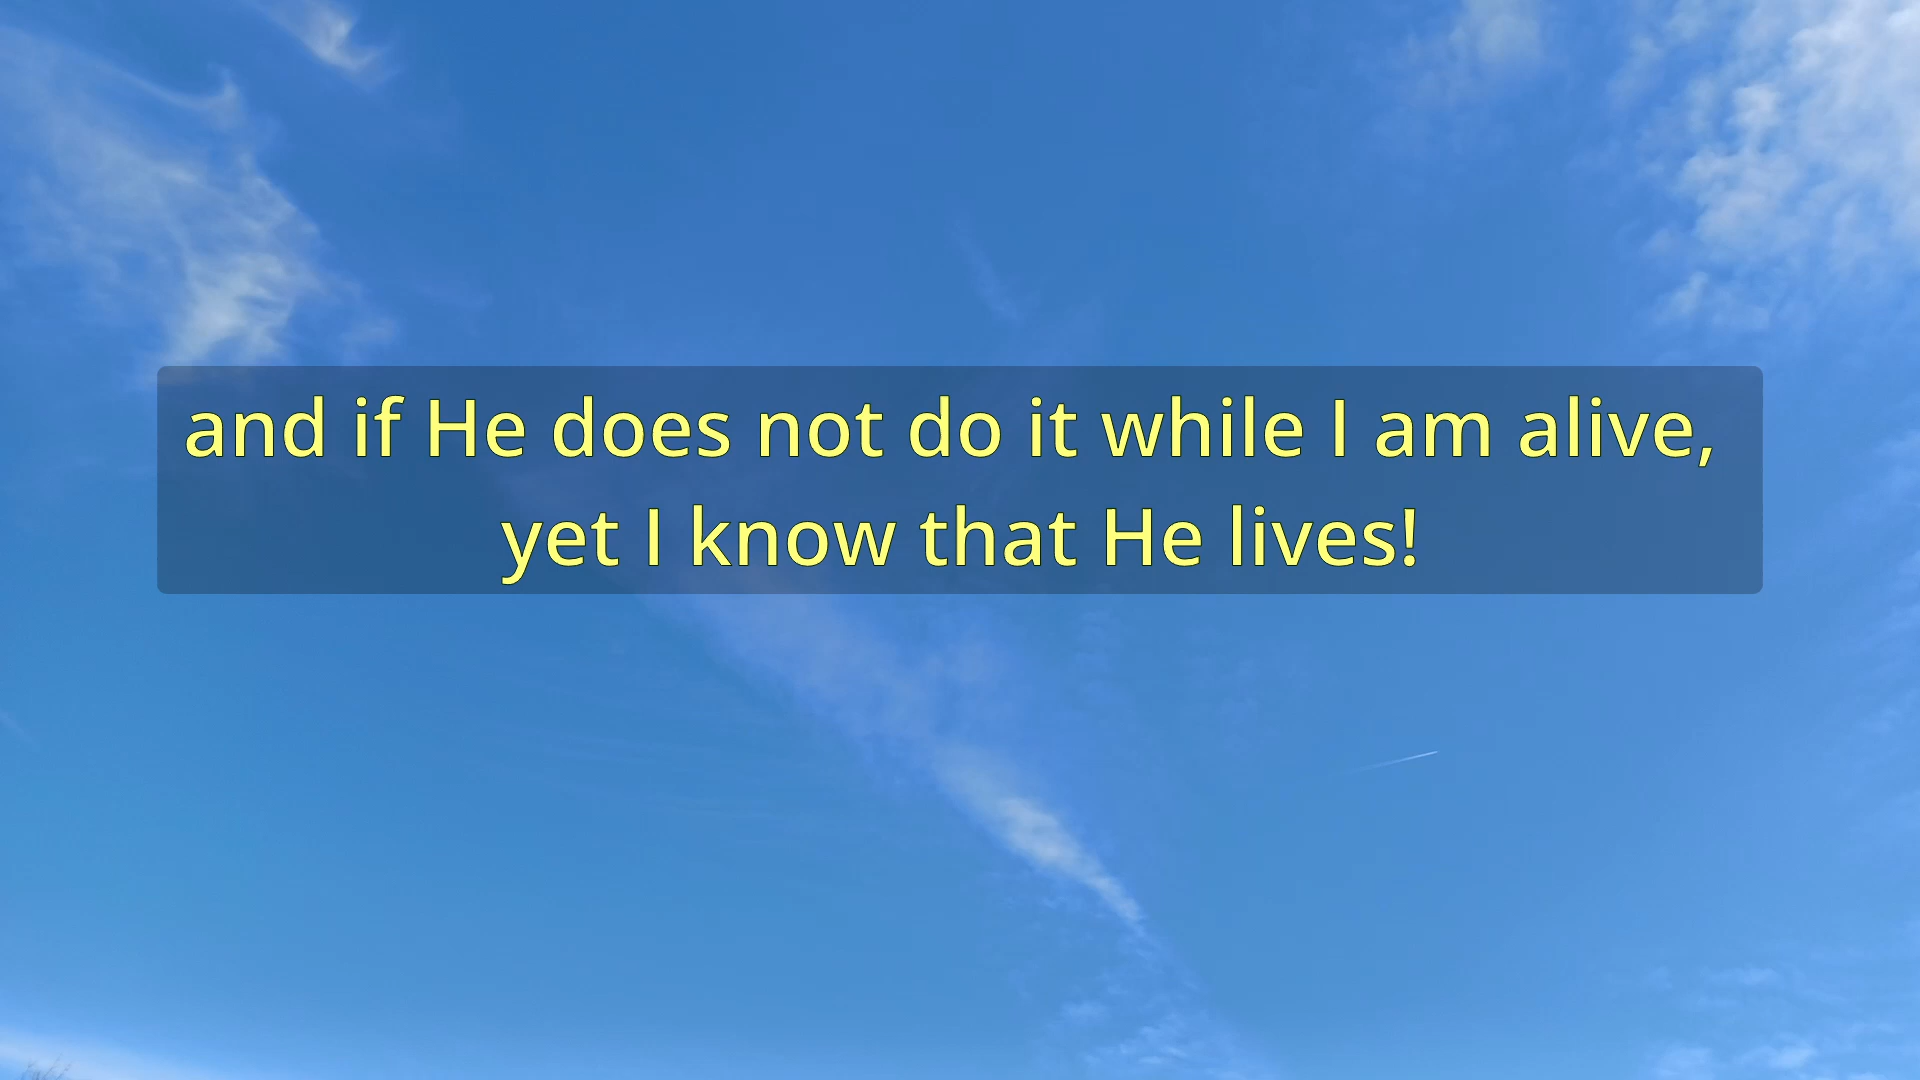 and if He does not do it while I am alive,
yet I know that He lives!